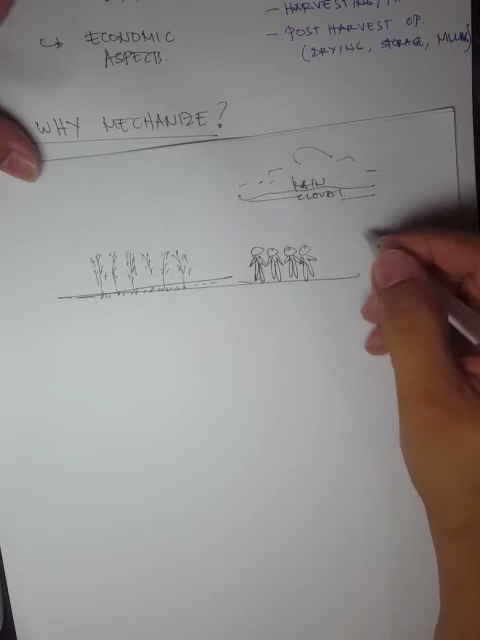 HARVESTING,
↳ ECONOMIC
ASPECTS.
- POST HARVEST OP.
(DRYING, STORAGE,
WHY MECHANIZE?
RAIN
CLOUD!